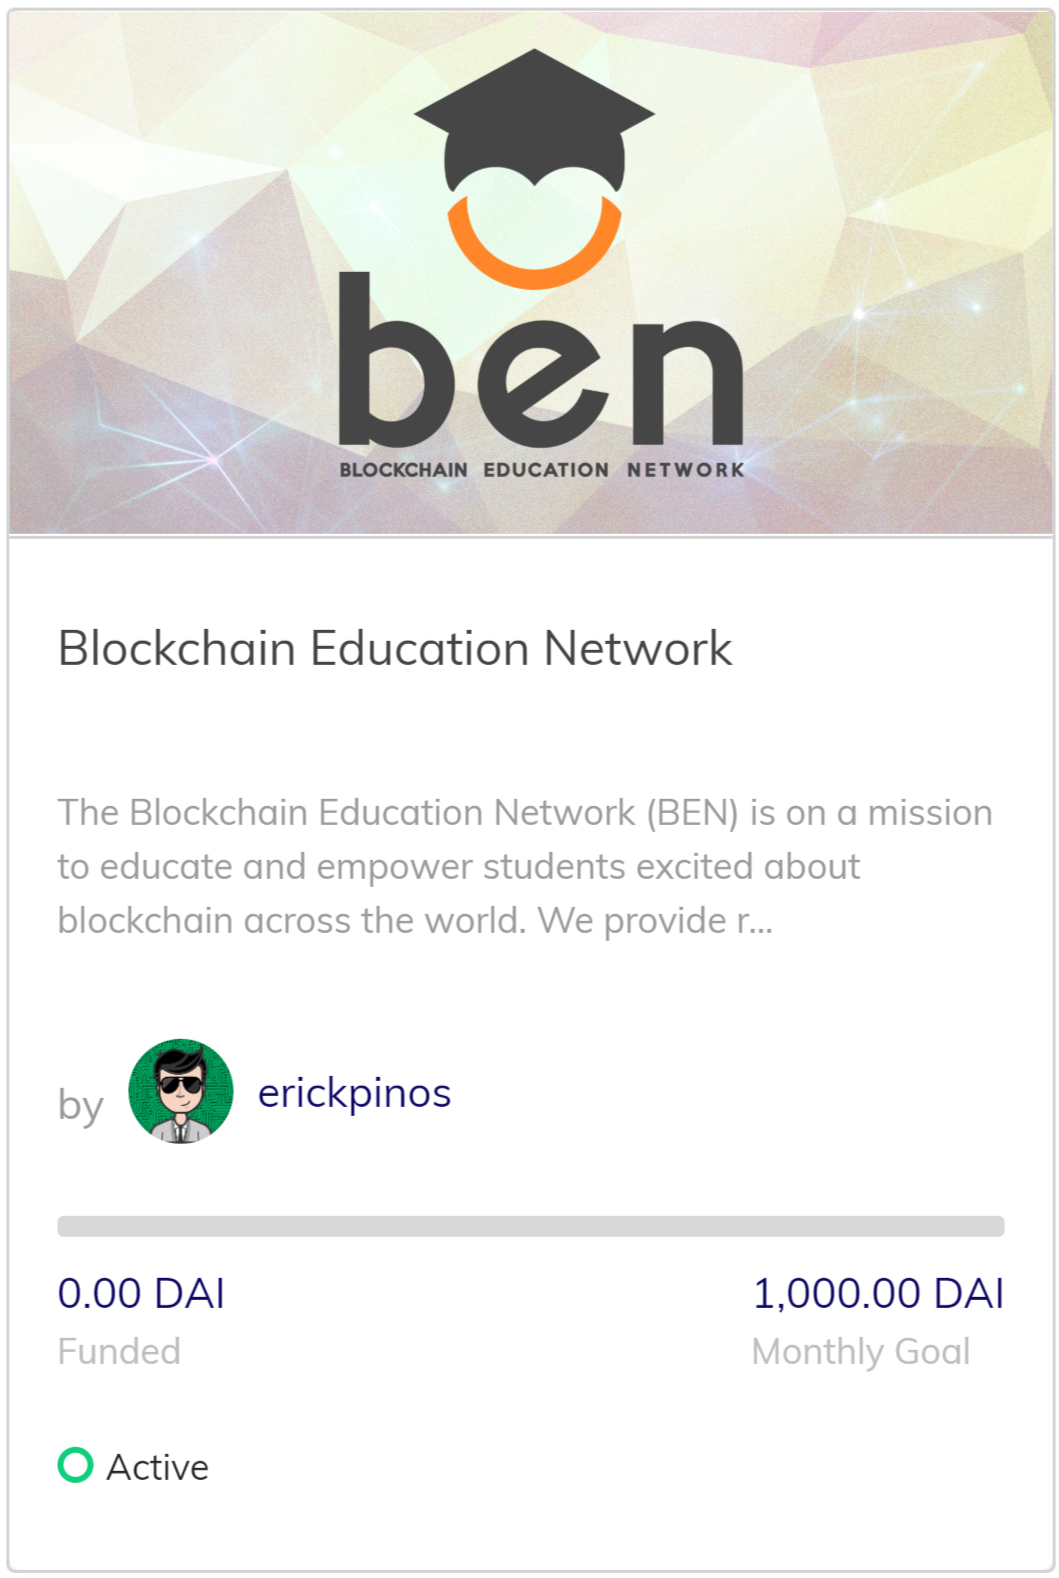 ben
BLOCKCHAIN EDUCATION NETWORK
Blockchain Education Network
The Blockchain Education Network (BEN) is on a mission
to educate and empower students excited about
blockchain across the world. We provide r...
by erickpinos
0.00 DAI 1,000.00 DAI
Funded Monthly Goal
Active